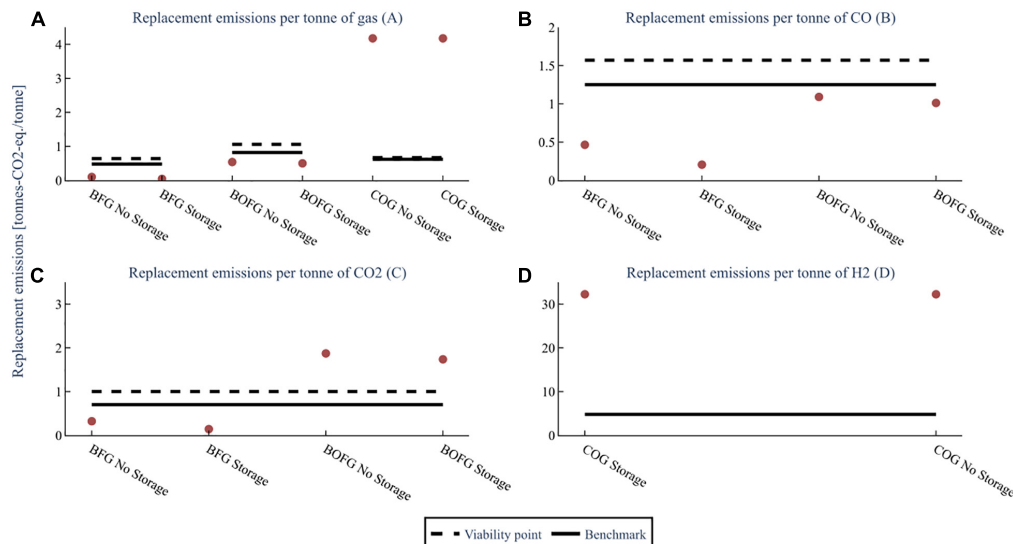 Replacement emissions [tonnes-CO2-eq./tonne]
A
Replacement emissions per tonne of gas (A)
4
3
2
1
0
BFG No Storage
BFG Storage
BOFG No Storage
BOFG Storage
COG No Storage
COG Storage
B
Replacement emissions per tonne of CO (B)
2
1.5
1
0.5
0
BFG No Storage
BFG Storage
BOFG No Storage
BOFG Storage
C
Replacement emissions per tonne of CO2 (C)
3
2
1
0
BFG No Storage
BFG Storage
BOFG No Storage
BOFG Storage
D
Replacement emissions per tonne of H2 (D)
30
20
10
0
COG Storage
COG No Storage
Viability point
Benchmark